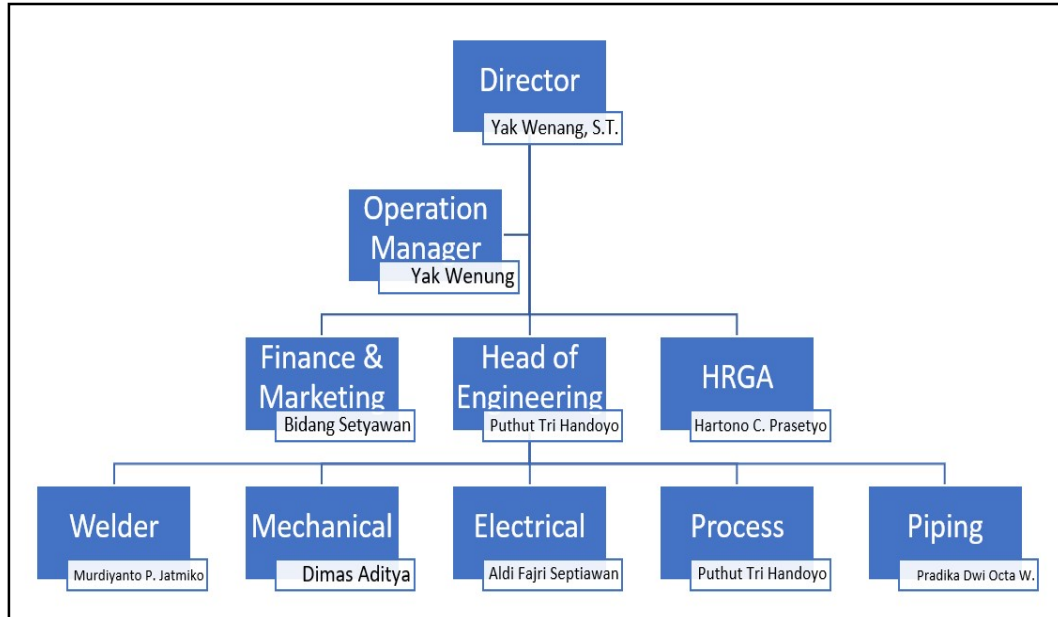 Director
Yak Wenang, S.T.
Operation
Manager
Yak Wenung
Finance &
Marketing
Bidang Setyawan
Head of
Engineering
Puthut Tri Handoyo
HRGA
Hartono C. Prasetyo
Welder
Murdiyanto P. Jatmiko
Mechanical
Dimas Aditya
Electrical
Aldi Fajri Septiawan
Process
Puthut Tri Handoyo
Piping
Pradika Dwi Octa W.